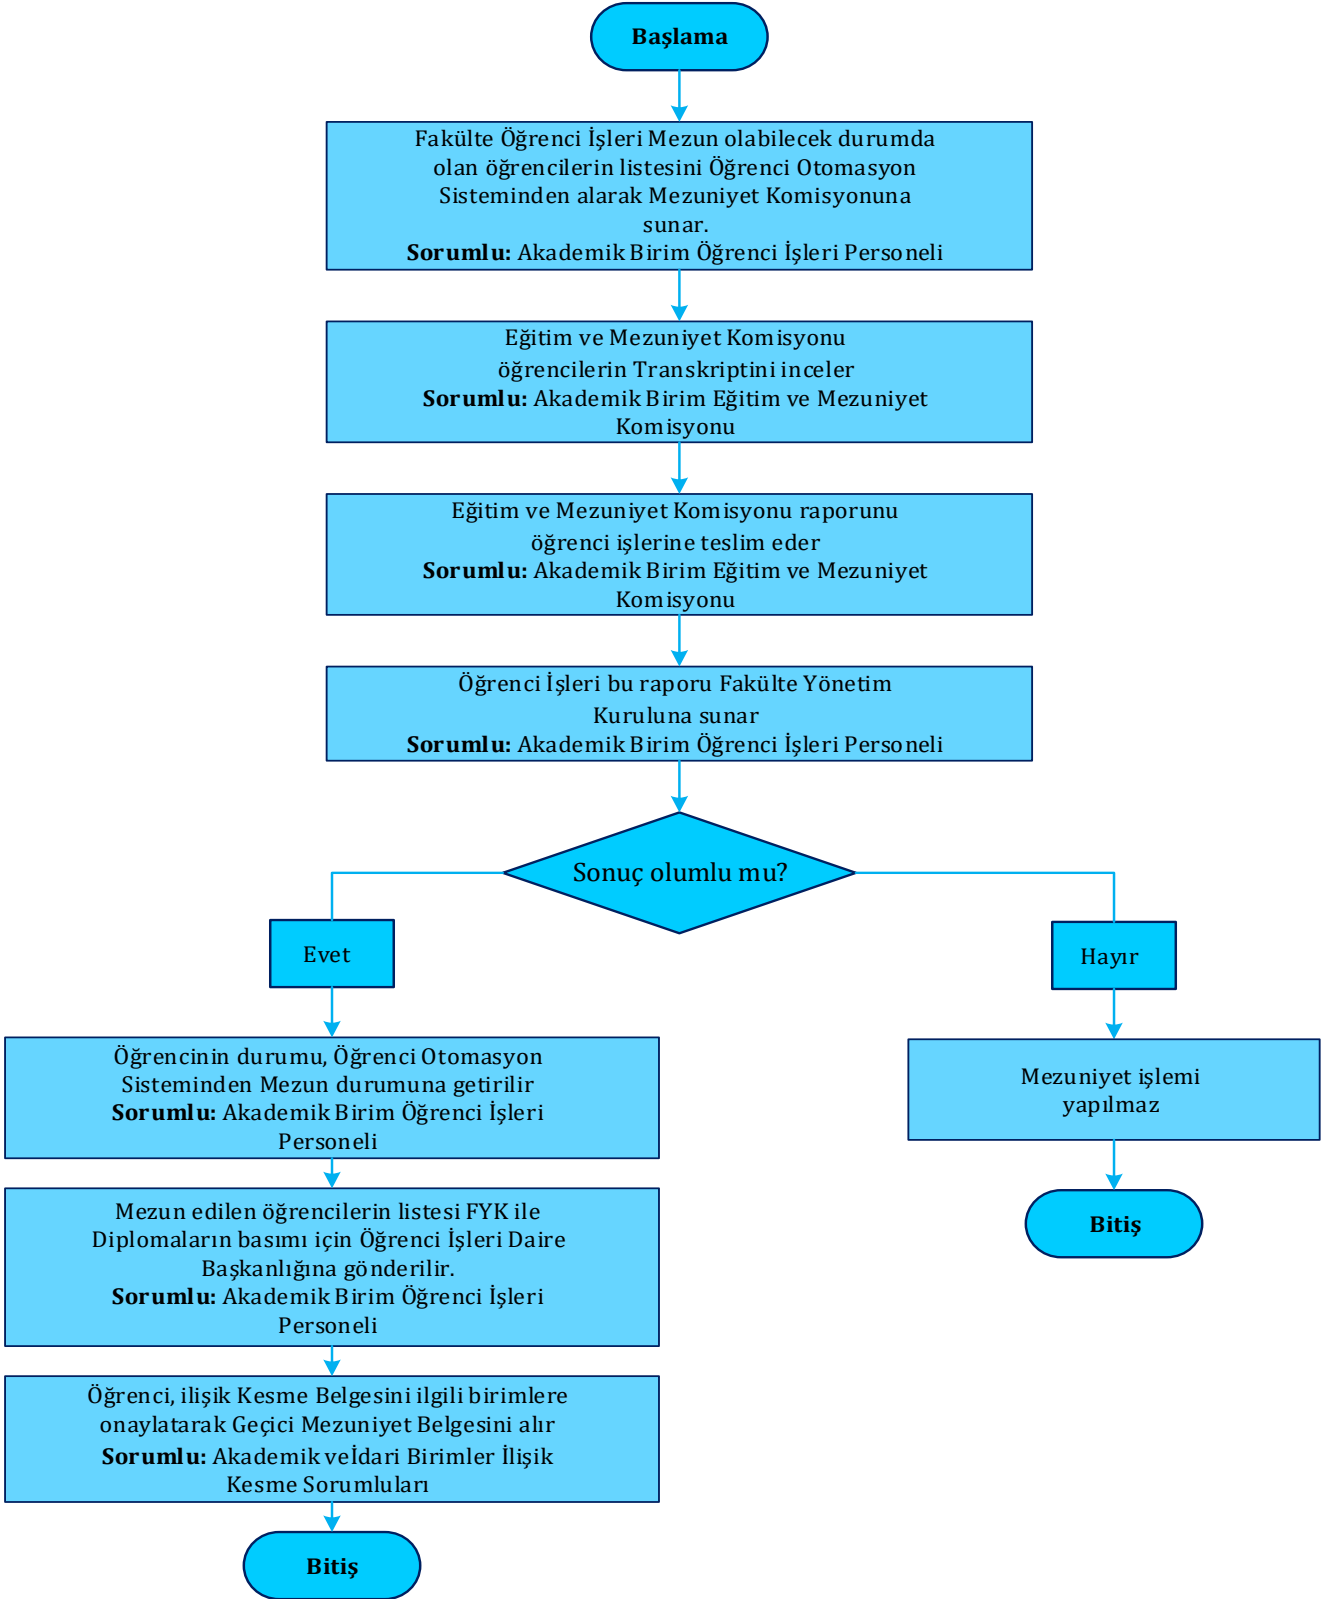 Başlama
Fakülte Öğrenci İşleri Mezun olabilecek durumda
olan öğrencilerin listesini Öğrenci Otomasyon
Sisteminden alarak Mezuniyet Komisyonuna
sunar.
Sorumlu: Akademik Birim Öğrenci İşleri Personeli
Eğitim ve Mezuniyet Komisyonu
öğrencilerin Transkriptini inceler
Sorumlu: Akademik Birim Eğitim ve Mezuniyet
Komisyonu
Eğitim ve Mezuniyet Komisyonu raporunu
öğrenci işlerine teslim eder
Sorumlu: Akademik Birim Eğitim ve Mezuniyet
Komisyonu
Öğrenci İşleri bu raporu Fakülte Yönetim
Kuruluna sunar
Sorumlu: Akademik Birim Öğrenci İşleri Personeli
Sonuç olumlu mu?
Evet
Öğrencinin durumu, Öğrenci Otomasyon
Sisteminden Mezun durumuna getirilir
Sorumlu: Akademik Birim Öğrenci İşleri
Personeli
Mezun edilen öğrencilerin listesi FYK ile
Diplomaların basımı için Öğrenci İşleri Daire
Başkanlığına gönderilir.
Sorumlu: Akademik Birim Öğrenci İşleri
Personeli
Öğrenci, ilişik Kesme Belgesini ilgili birimlere
onaylatarak Geçici Mezuniyet Belgesini alır
Sorumlu: Akademik veİdari Birimler İlişik
Kesme Sorumluları
Bitiş
Hayır
Mezuniyet işlemi
yapılmaz
Bitiş